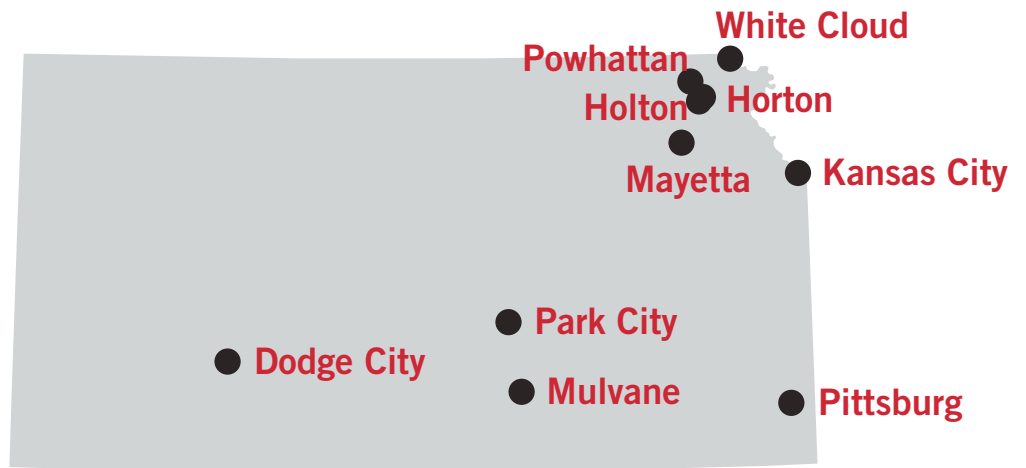 White Cloud
Powhattan
Holton
Horton
Mayetta
Kansas City
Park City
Dodge City
Mulvane
Pittsburg